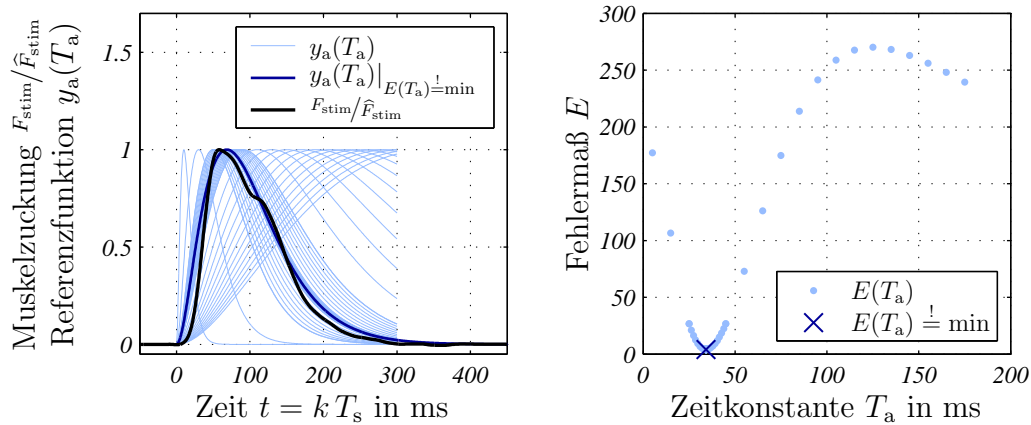 Muskelzuckung F_stim/F̂_stim
Referenzfunktion y_a(T_a)
1.5
1
0.5
0
0
100
200
300
400
Zeit t = k T_s in ms
y_a(T_a)
y_a(T_a)|_E(T_a)=!min
F_stim/F̂_stim
Fehlermaß E
300
250
200
150
100
50
0
0
50
100
150
200
Zeitkonstante T_a in ms
E(T_a)
E(T_a) =! min